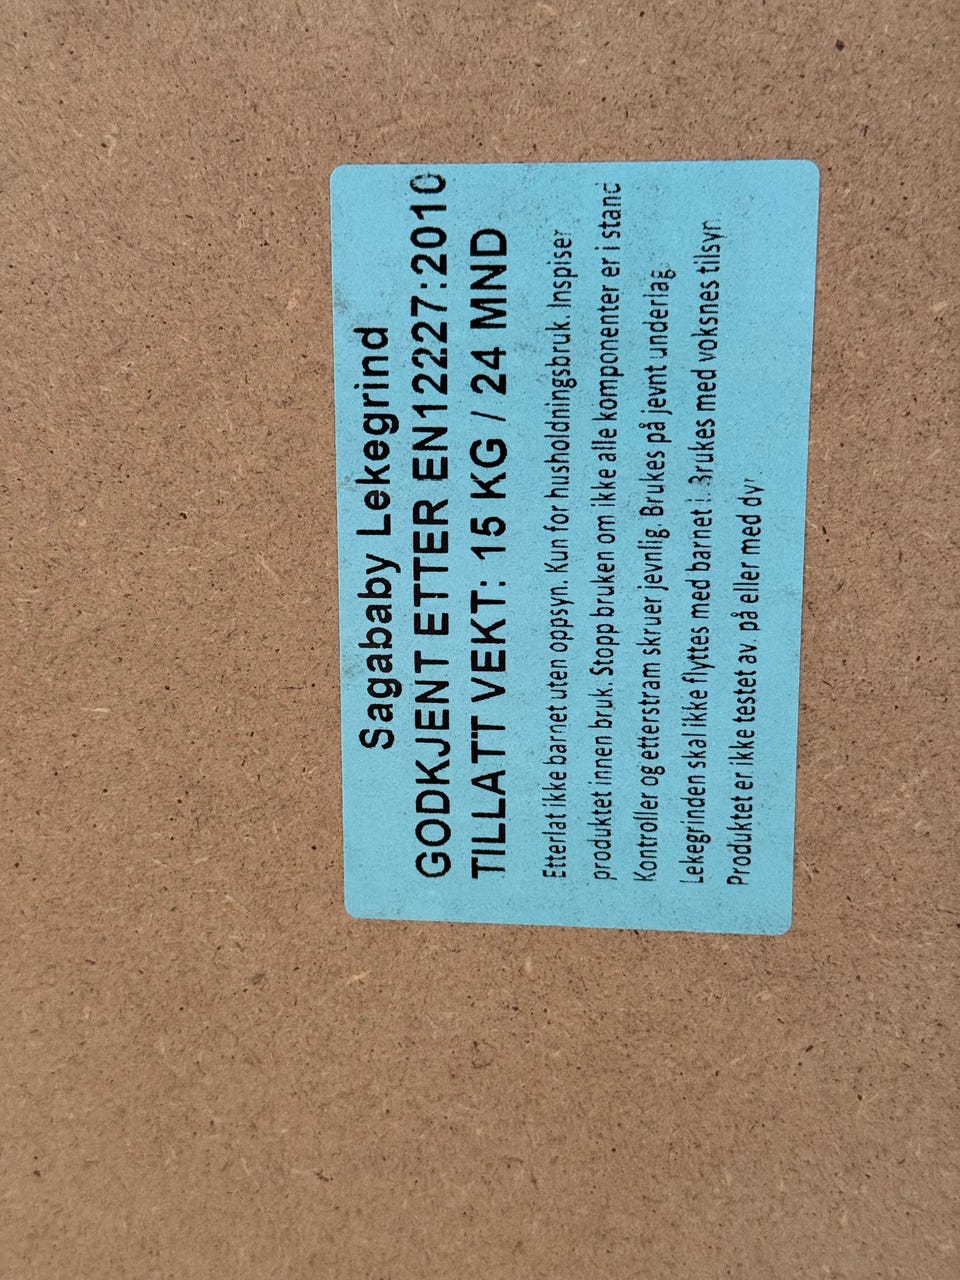 Sagababy Lekegrind
GODKJENT ETTER EN12227:2010
TILLATT VEKT: 15 KG / 24 MND
Etterlat ikke barnet uten oppsyn. Kun for husholdningsbruk. Inspiser
produktet innen bruk. Stopp bruken om ikke alle komponenter er i stand
Kontroller og etterstram skruer jevnlig. Brukes på jevnt underlag.
Lekegrinden skal ikke flyttes med barnet i. Brukes med voksnes tilsyn.
Produktet er ikke testet av, på eller med dyr.